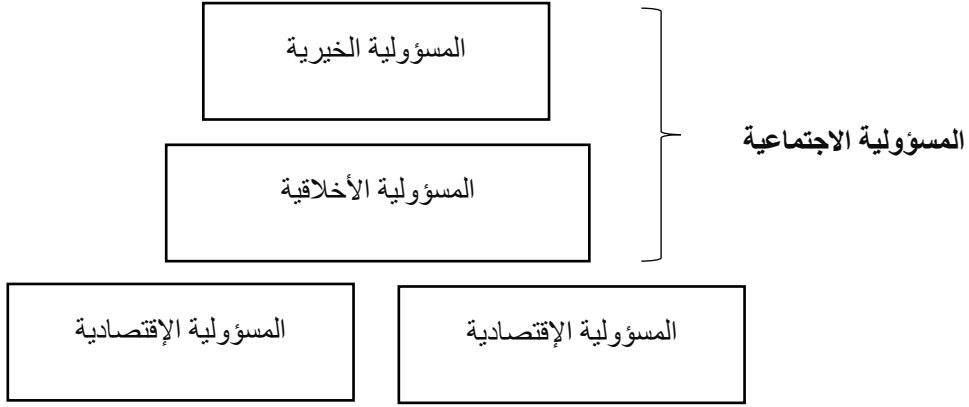 المسؤولية الخيرية
المسؤولية الاجتماعية
المسؤولية الأخلاقية
المسؤولية الإقتصادية
المسؤولية الإقتصادية